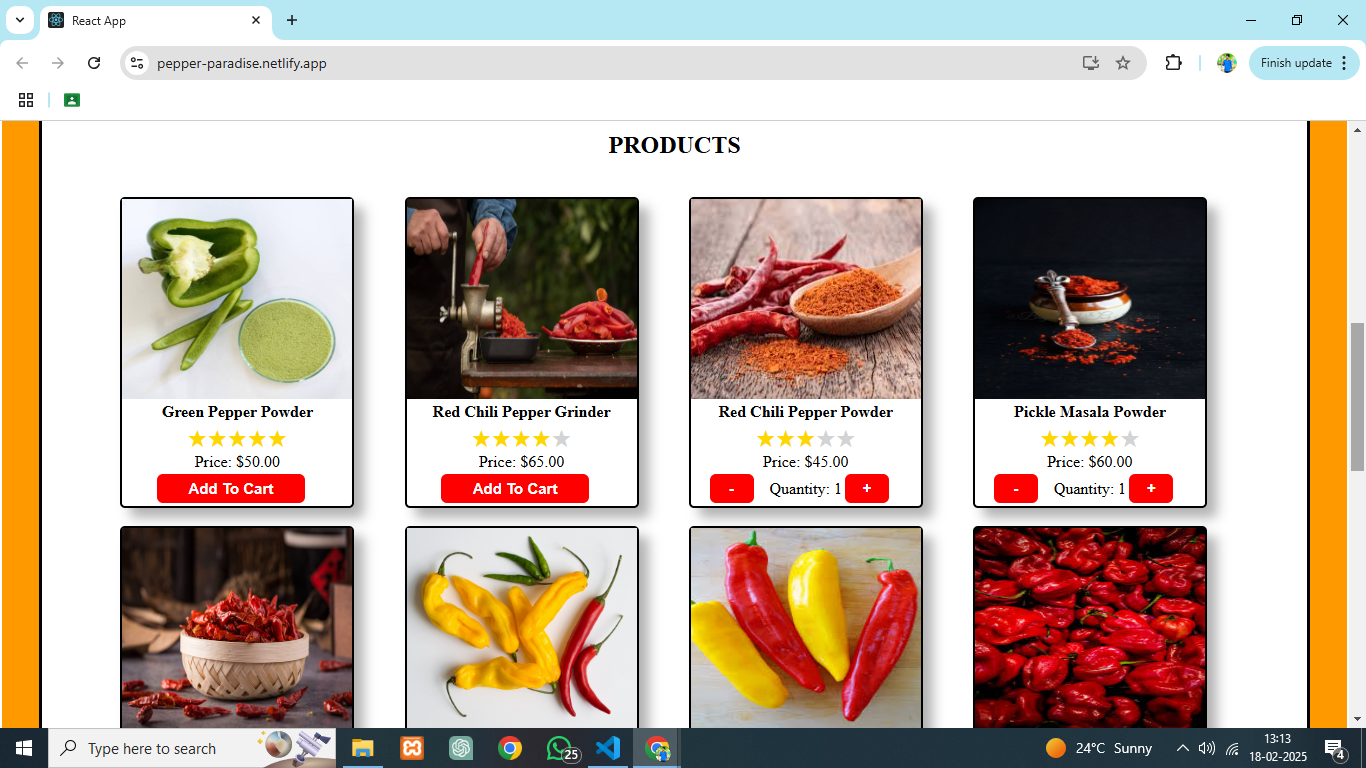 React App
pepper-paradise.netlify.app
Finish update
PRODUCTS
Green Pepper Powder
Price: $50.00
Add To Cart
Red Chili Pepper Grinder
Price: $65.00
Add To Cart
Red Chili Pepper Powder
Price: $45.00
- Quantity: 1 +
Pickle Masala Powder
Price: $60.00
- Quantity: 1 +
Type here to search
25
24°C Sunny
13:13
18-02-2025
4